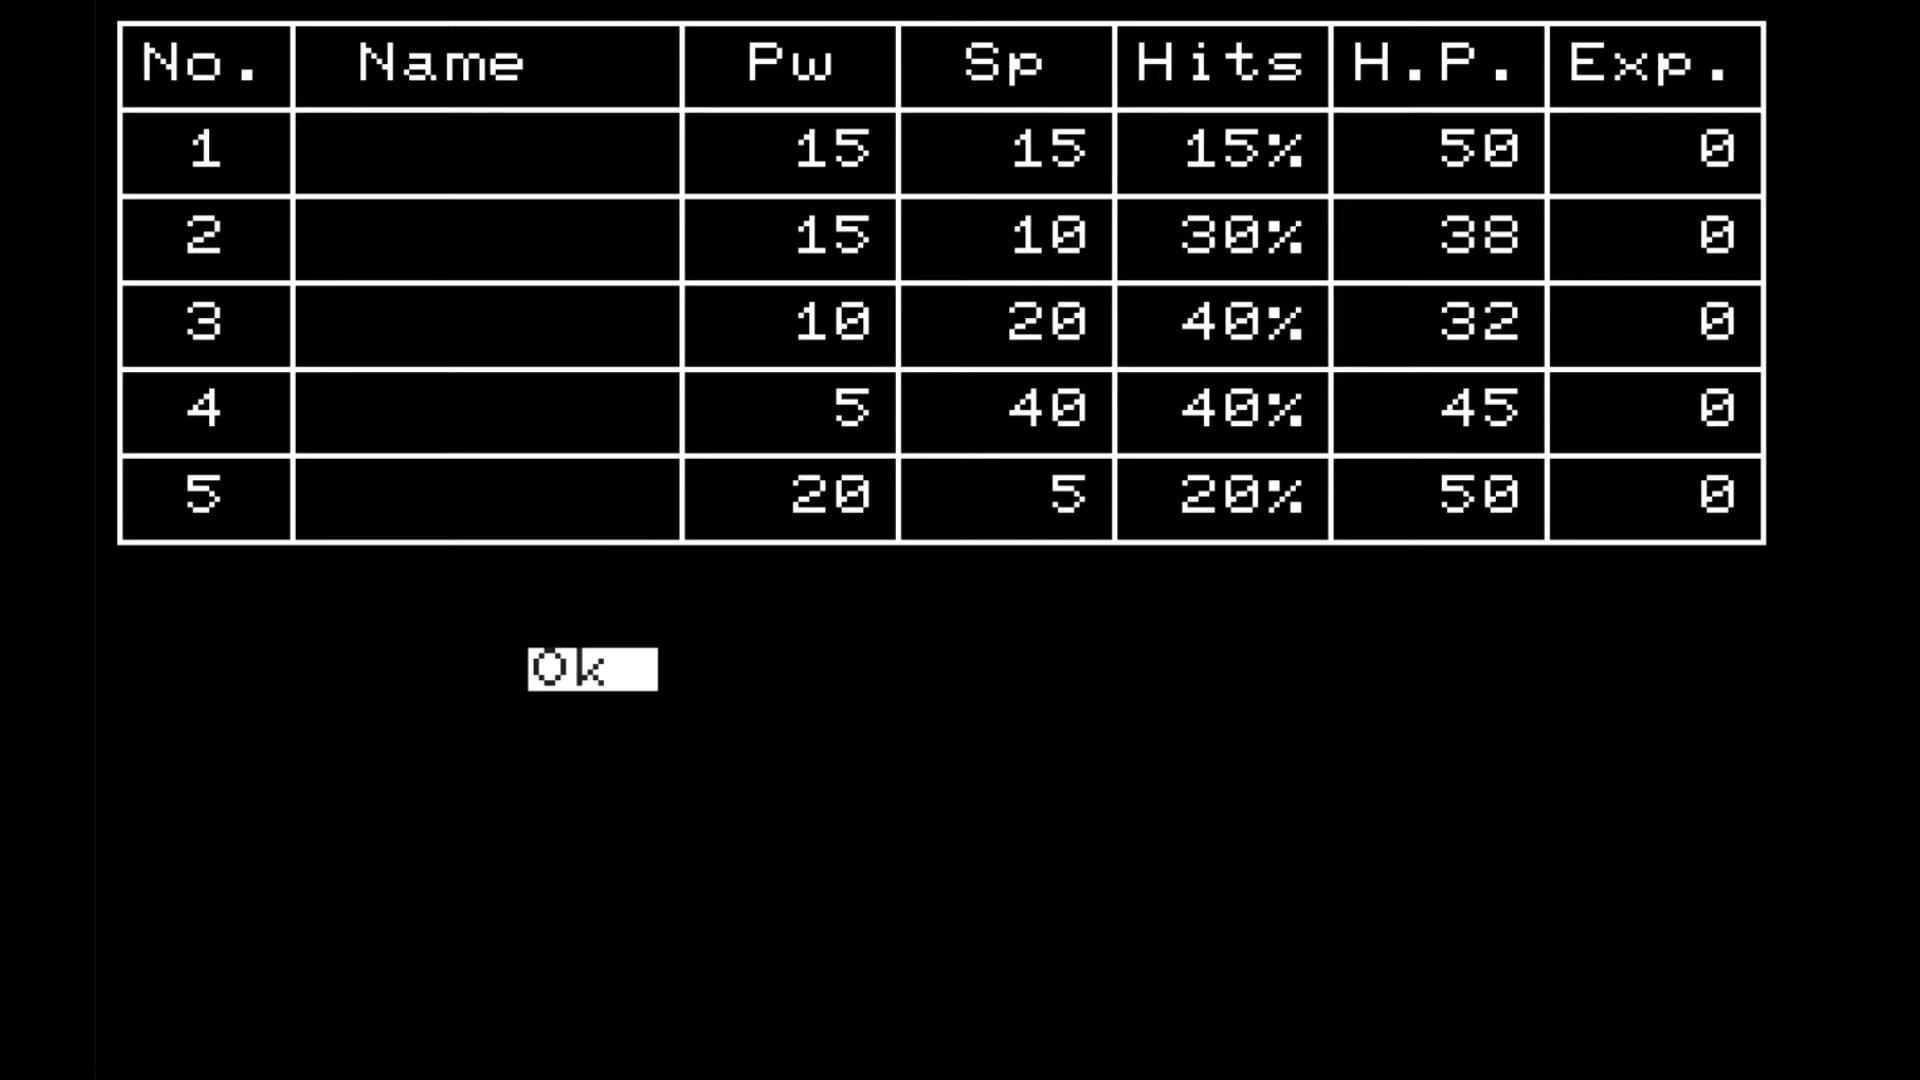 No. Name Pw Sp Hits H.P. Exp.
1 15 15 15% 50 0
2 15 10 30% 38 0
3 10 20 40% 32 0
4 5 40 40% 45 0
5 20 5 20% 50 0
Ok